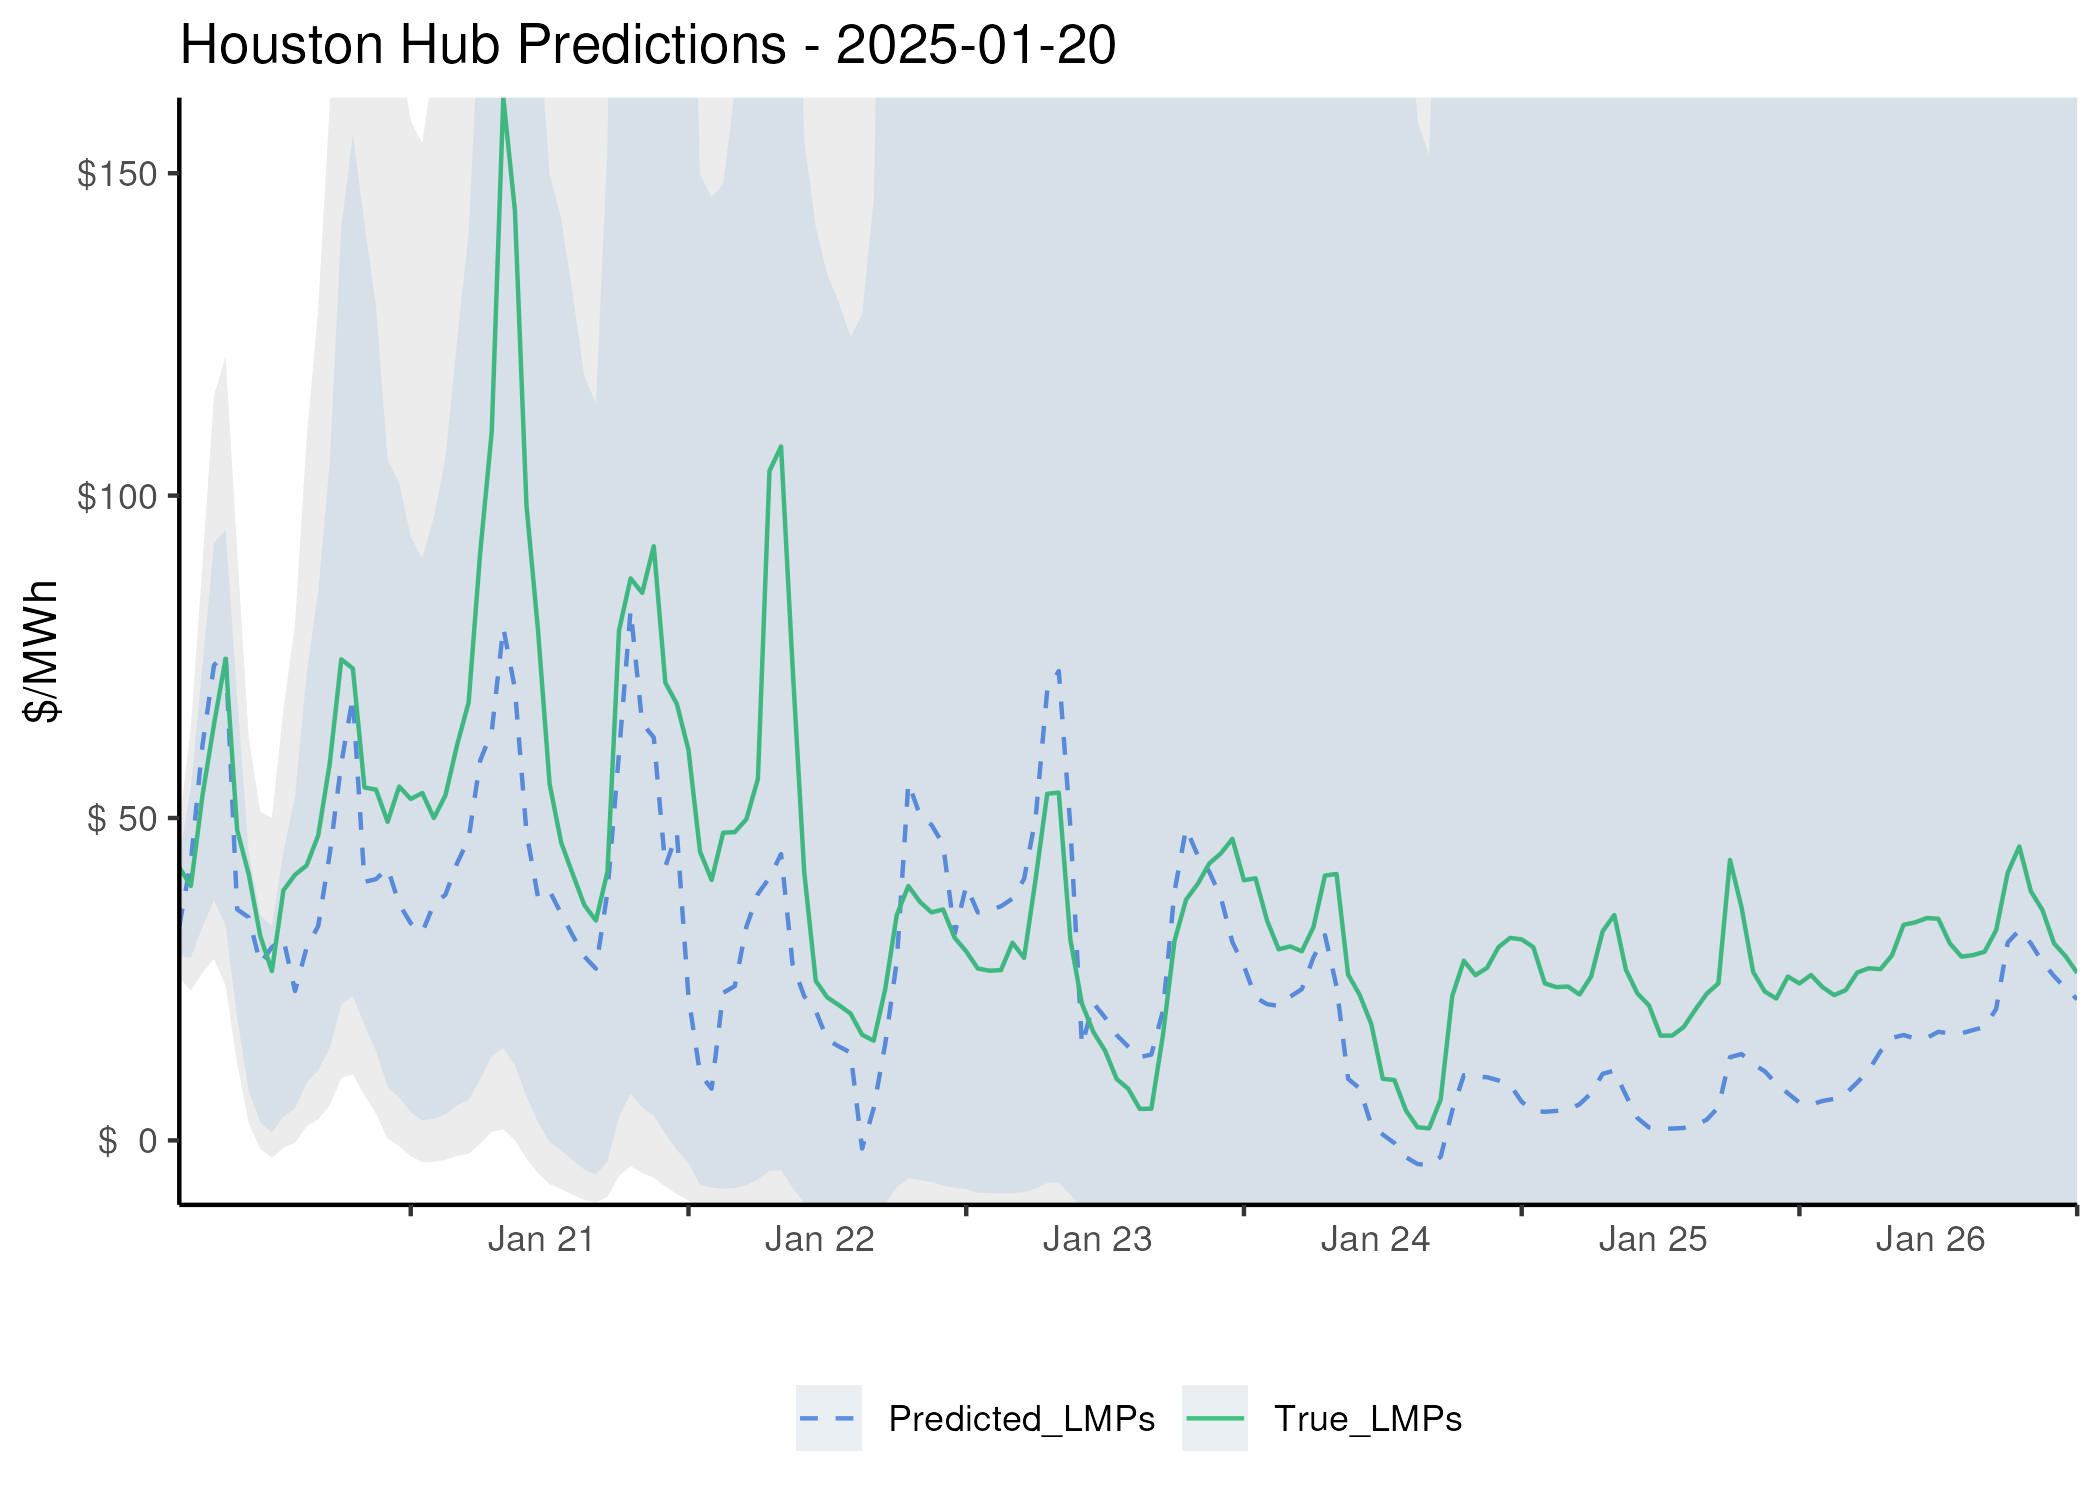 Houston Hub Predictions - 2025-01-20
$/MWh
$150
$100
$ 50
$  0
Jan 21
Jan 22
Jan 23
Jan 24
Jan 25
Jan 26
Predicted_LMPs
True_LMPs